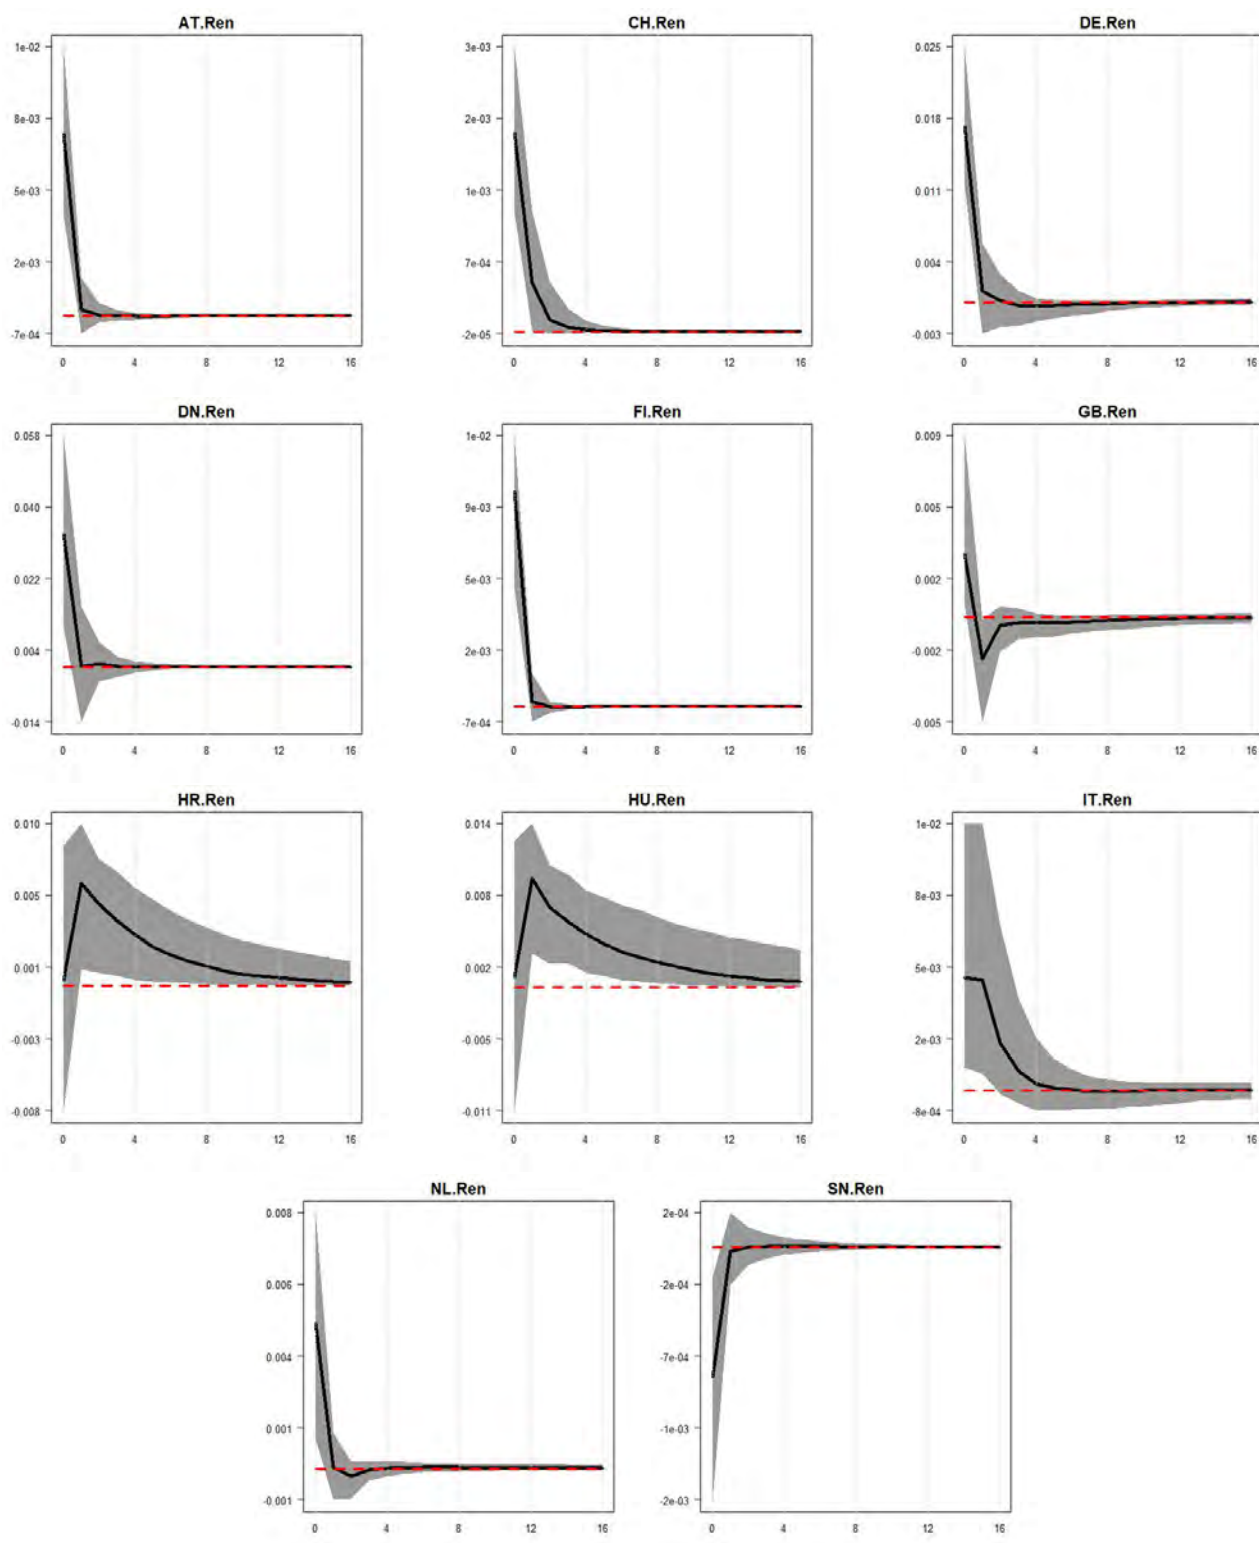 AT.Ren
1e-02
8e-03
5e-03
2e-03
-7e-04
0 4 8 12 16
CH.Ren
3e-03
2e-03
1e-03
7e-04
-2e-05
0 4 8 12 16
DE.Ren
0.025
0.018
0.011
0.004
-0.003
0 4 8 12 16
DN.Ren
0.058
0.040
0.022
0.004
-0.014
0 4 8 12 16
FI.Ren
1e-02
9e-03
5e-03
2e-03
-7e-04
0 4 8 12 16
GB.Ren
0.009
0.005
0.002
-0.002
-0.005
0 4 8 12 16
HR.Ren
0.010
0.005
0.001
-0.003
-0.008
0 4 8 12 16
HU.Ren
0.014
0.008
0.002
-0.005
-0.011
0 4 8 12 16
IT.Ren
1e-02
8e-03
5e-03
2e-03
-8e-04
0 4 8 12 16
NL.Ren
0.008
0.006
0.004
0.001
-0.001
0 4 8 12 16
SN.Ren
2e-04
-2e-04
-7e-04
-1e-03
-2e-03
0 4 8 12 16